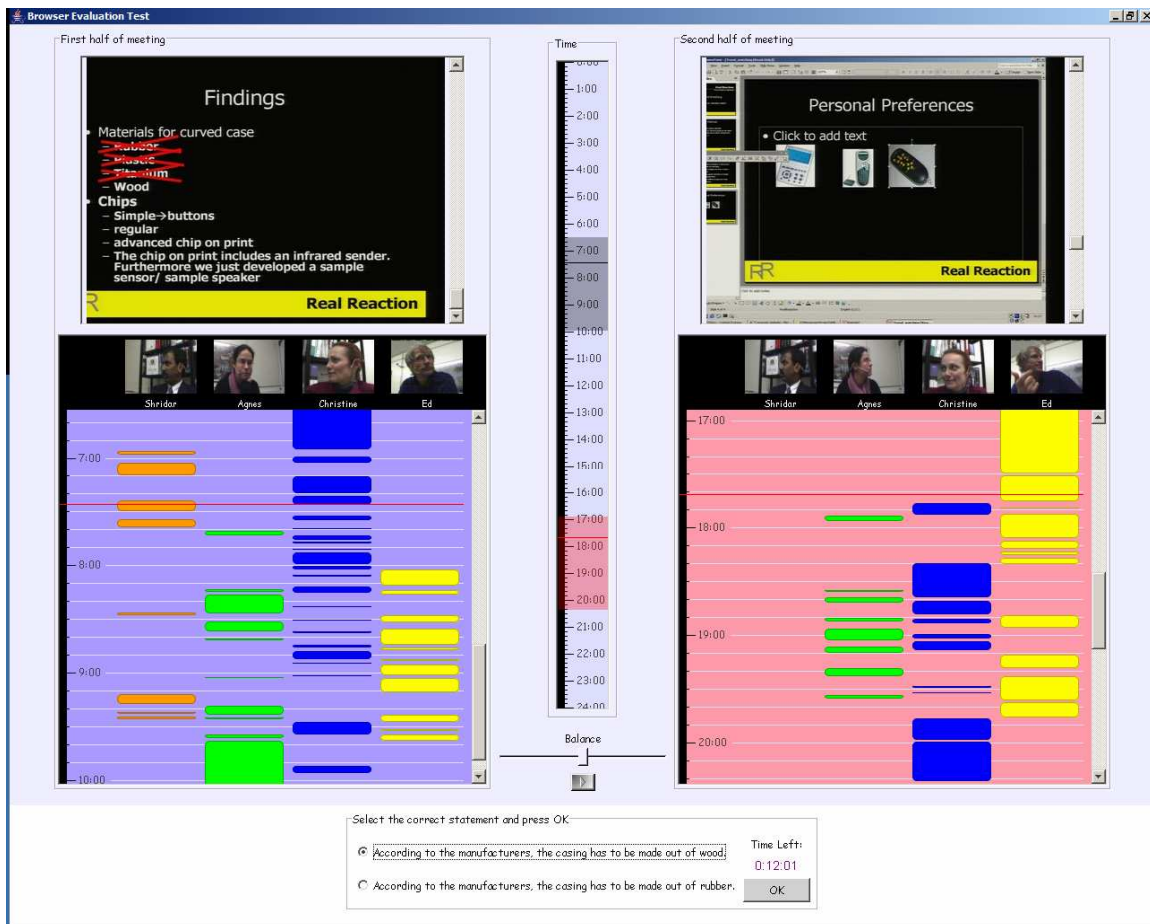 Browser Evaluation Test
First half of meeting
Findings
• Materials for curved case
– Rubber
– Plastic
– Titanium
– Wood
• Chips
– Simple→buttons
– regular
– advanced chip on print
– The chip on print includes an infrared sender.
Furthermore we just developed a sample
sensor/ sample speaker
R
Real Reaction
Shridar
Agnes
Christine
Ed
7:00
8:00
9:00
10:00
Time
0:00
1:00
2:00
3:00
4:00
5:00
6:00
7:00
8:00
9:00
10:00
11:00
12:00
13:00
14:00
15:00
16:00
17:00
18:00
19:00
20:00
21:00
22:00
23:00
24:00
Balance
Second half of meeting
Personal Preferences
• Click to add text
RR
Real Reaction
Shridar
Agnes
Christine
Ed
17:00
18:00
19:00
20:00
Select the correct statement and press OK
According to the manufacturers, the casing has to be made out of wood.
According to the manufacturers, the casing has to be made out of rubber.
Time Left:
0:12:01
OK